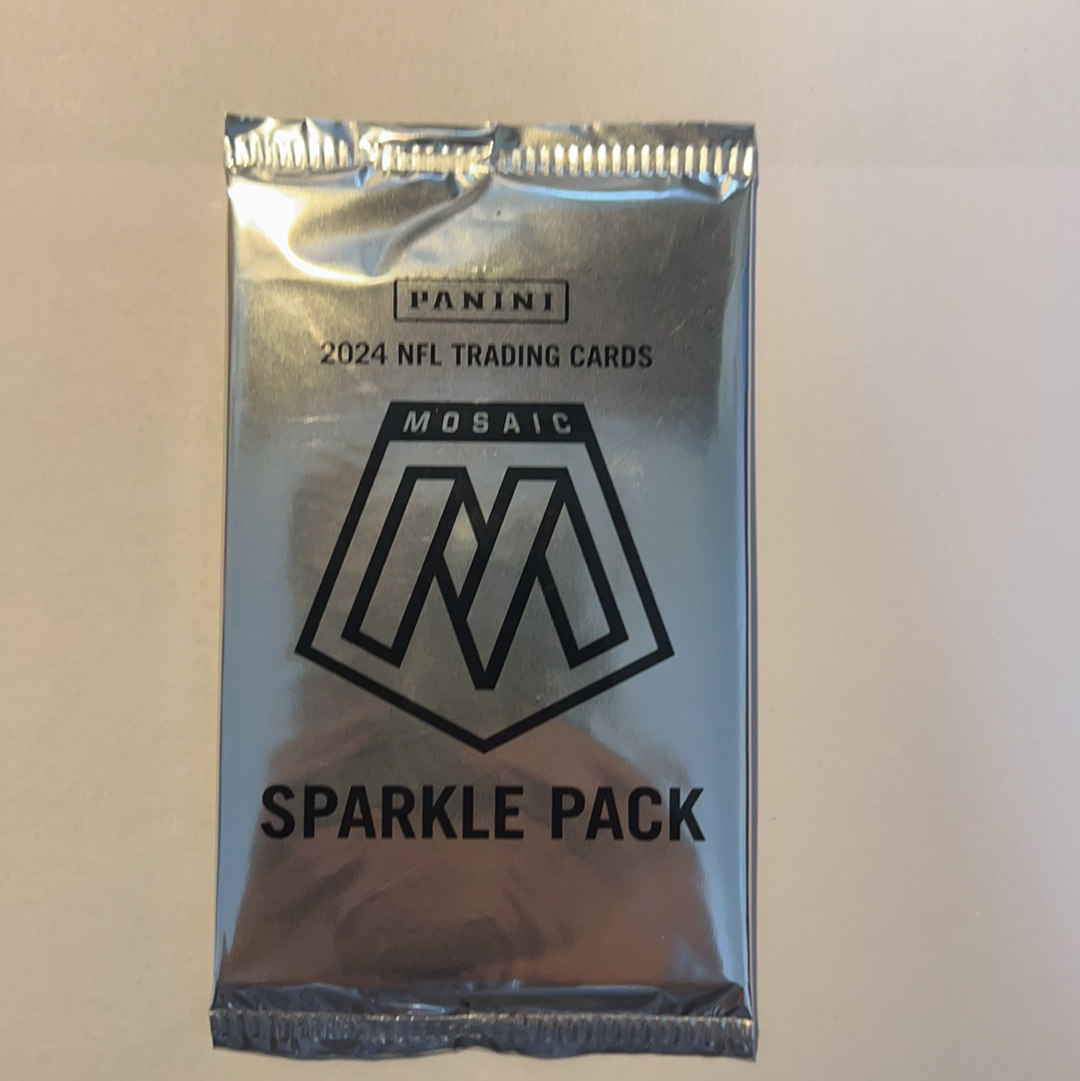 PANINI
2024 NFL TRADING CARDS
MOSAIC
M
SPARKLE PACK